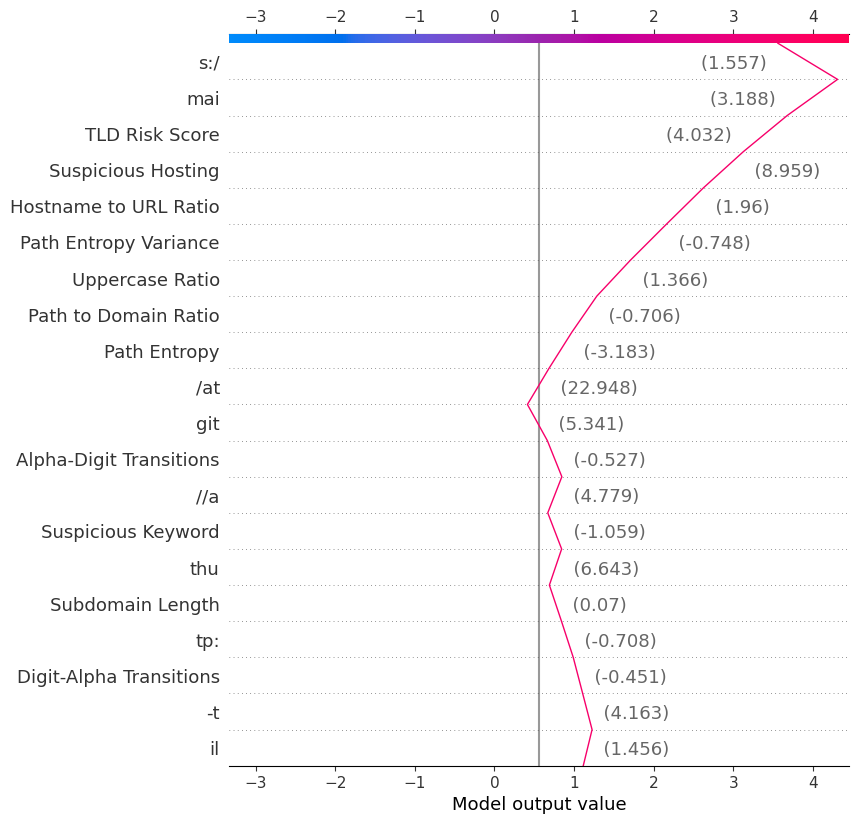 −3 −2 −1 0 1 2 3 4
s:/ (1.557)
mai (3.188)
TLD Risk Score (4.032)
Suspicious Hosting (8.959)
Hostname to URL Ratio (1.96)
Path Entropy Variance (-0.748)
Uppercase Ratio (1.366)
Path to Domain Ratio (-0.706)
Path Entropy (-3.183)
/at (22.948)
git (5.341)
Alpha-Digit Transitions (-0.527)
//a (4.779)
Suspicious Keyword (-1.059)
thu (6.643)
Subdomain Length (0.07)
tp: (-0.708)
Digit-Alpha Transitions (-0.451)
-t (4.163)
il (1.456)
−3 −2 −1 0 1 2 3 4
Model output value